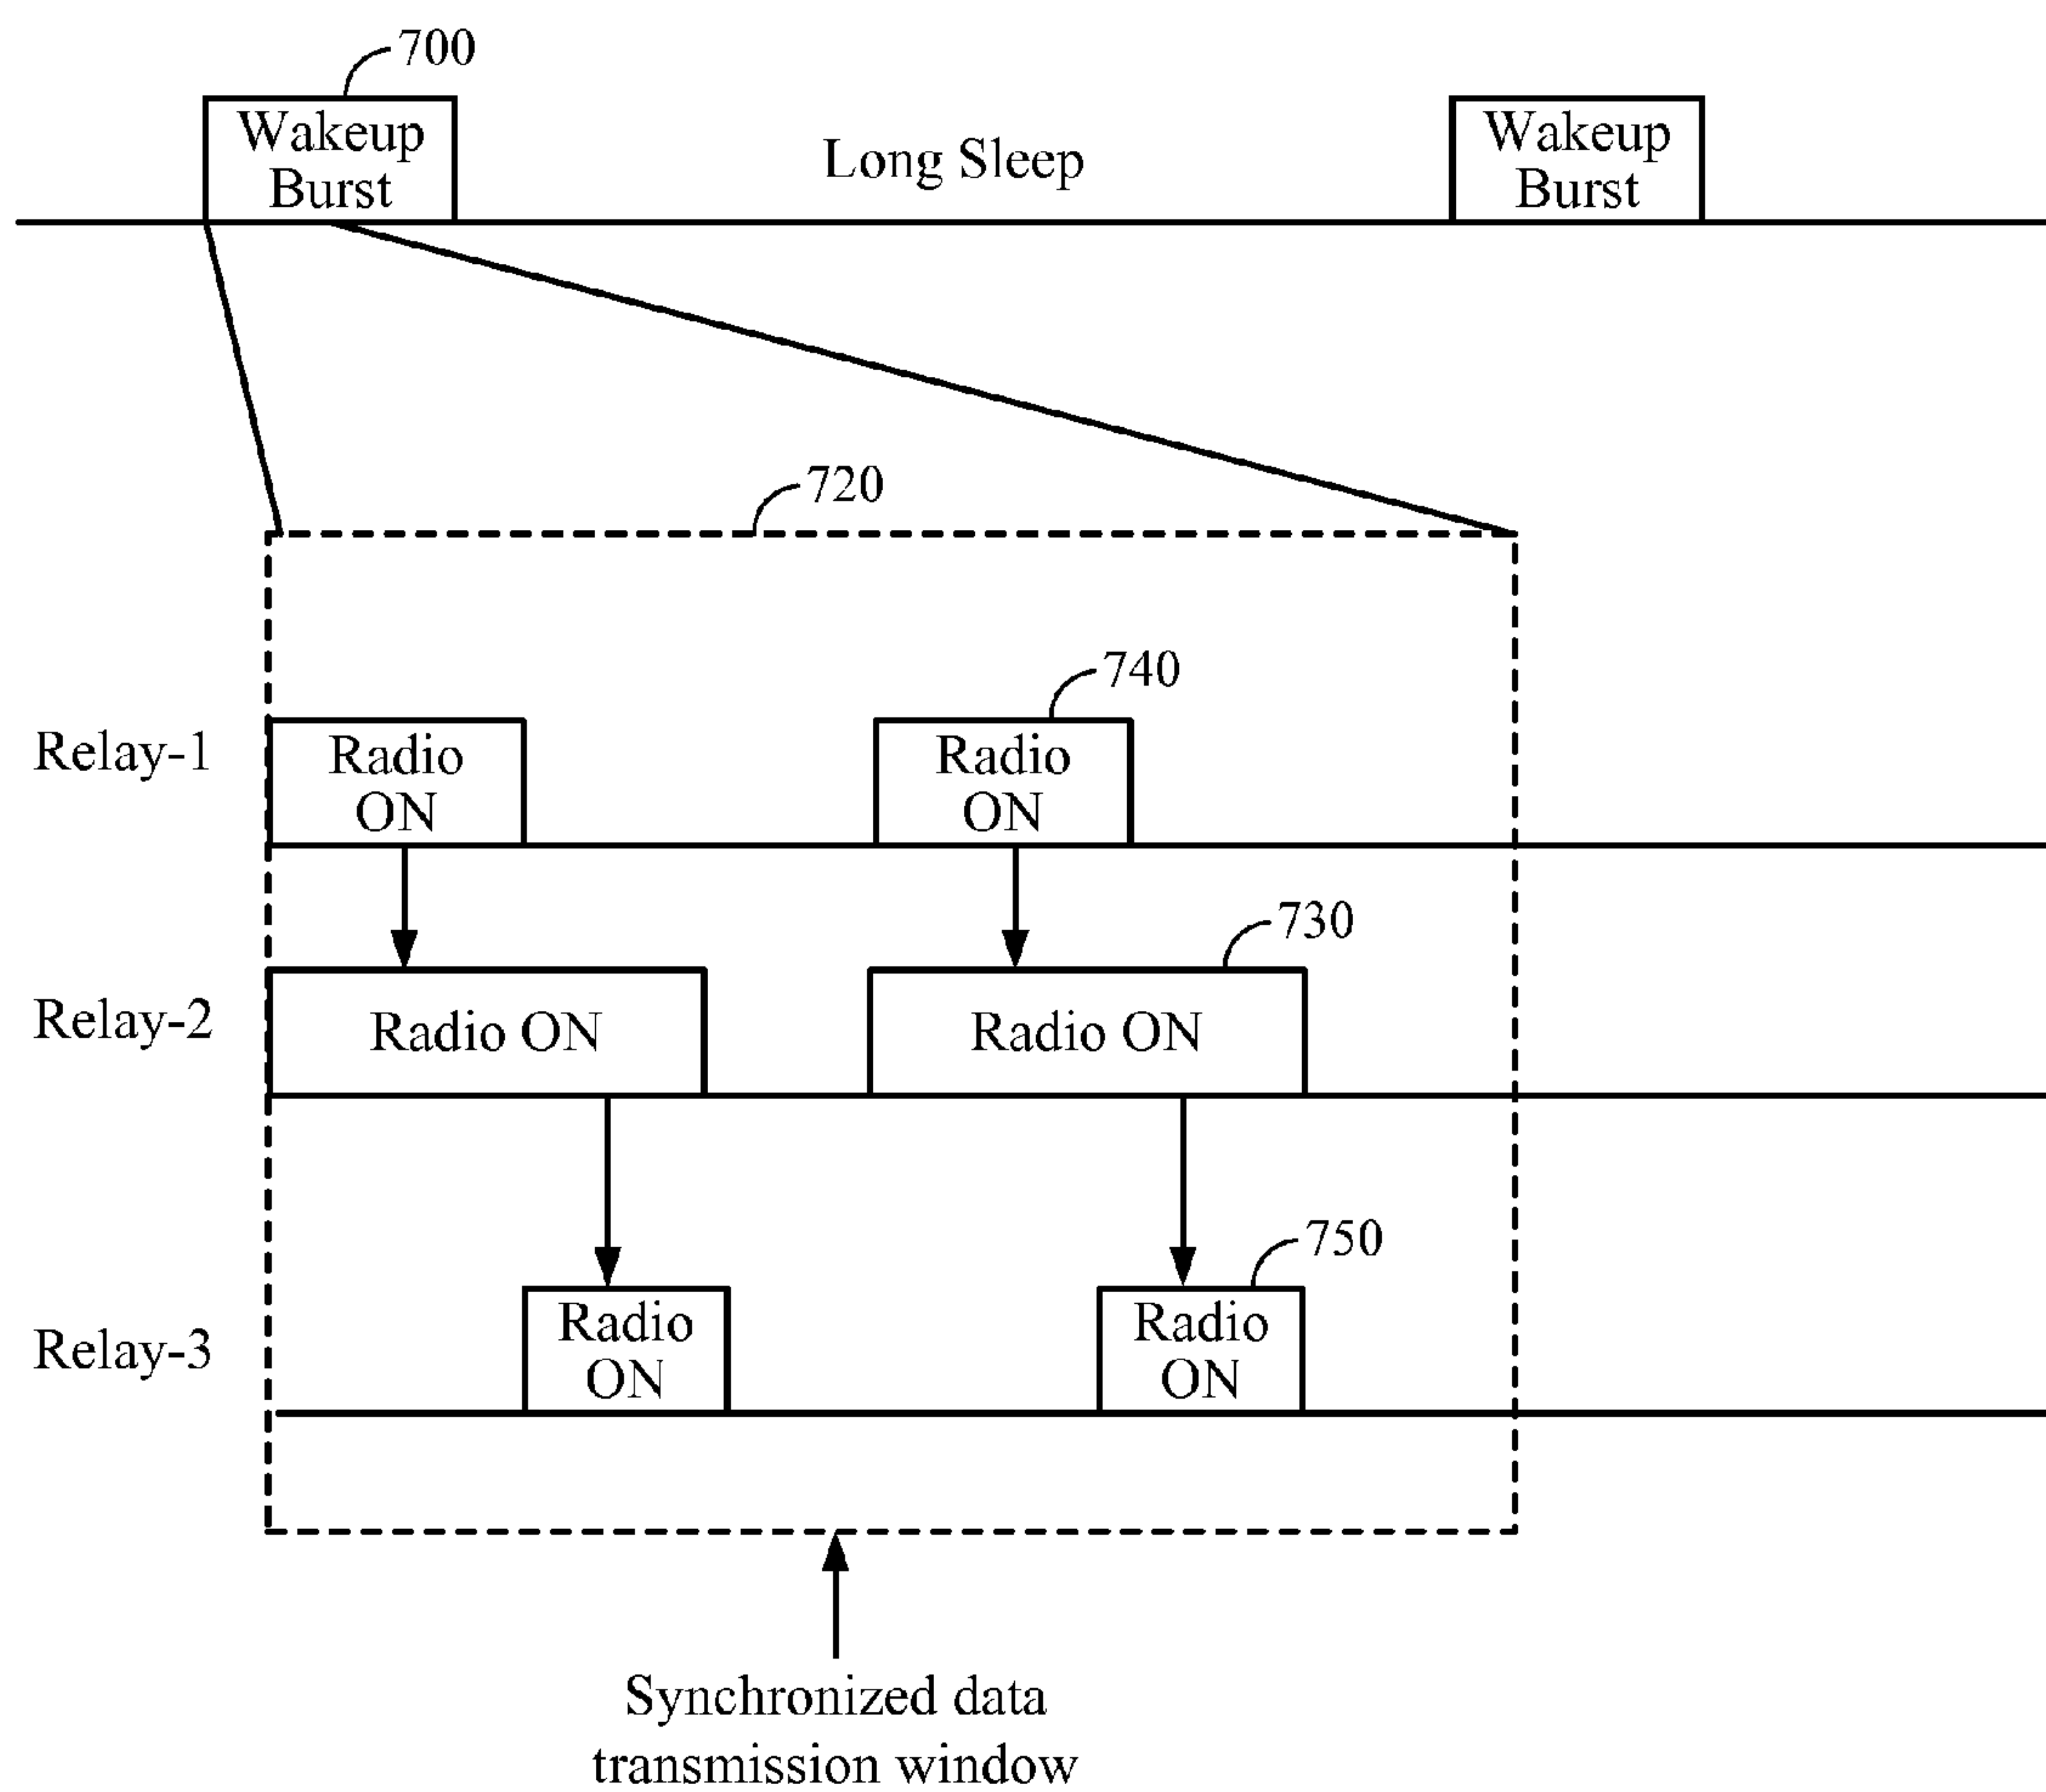 700
Wakeup
Burst
Long Sleep
Wakeup
Burst
720
740
Relay-1
Radio
ON
Radio
ON
730
Relay-2
Radio ON
Radio ON
750
Relay-3
Radio
ON
Radio
ON
Synchronized data
transmission window